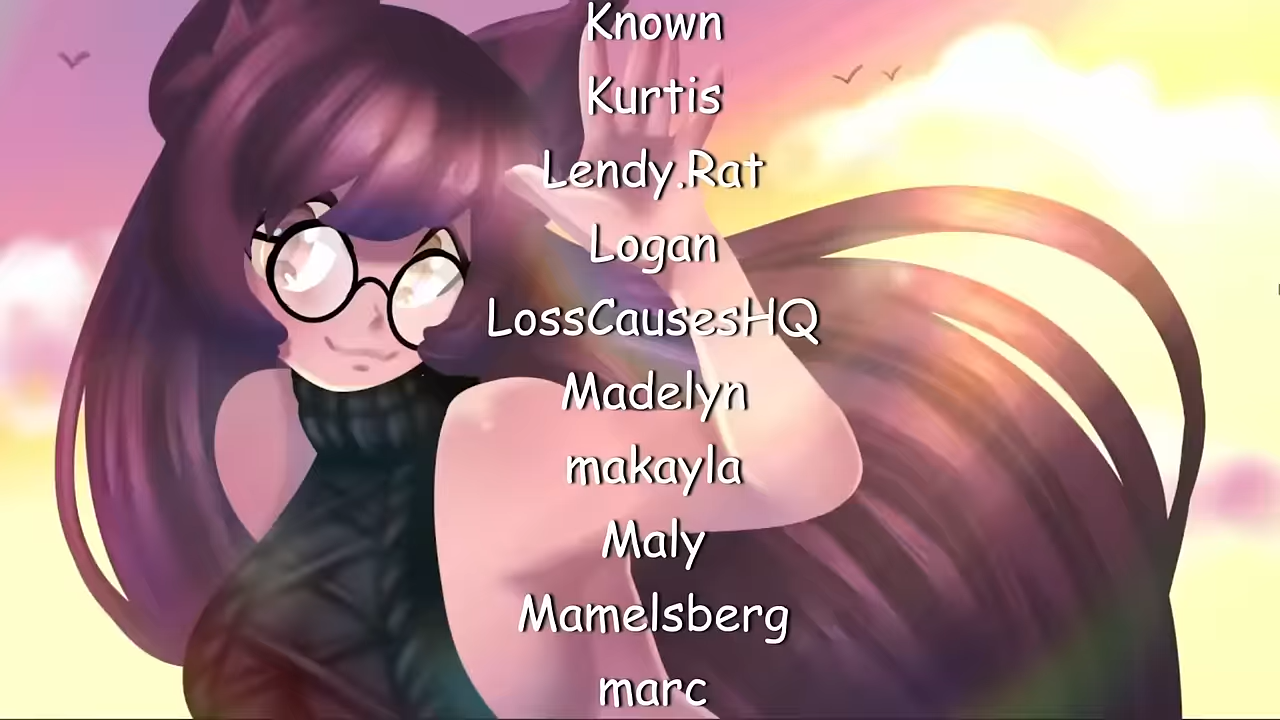 Known
Kurtis
Lendy.Rat
Logan
LossCausesHQ
Madelyn
makayla
Maly
Mamelsberg
marc